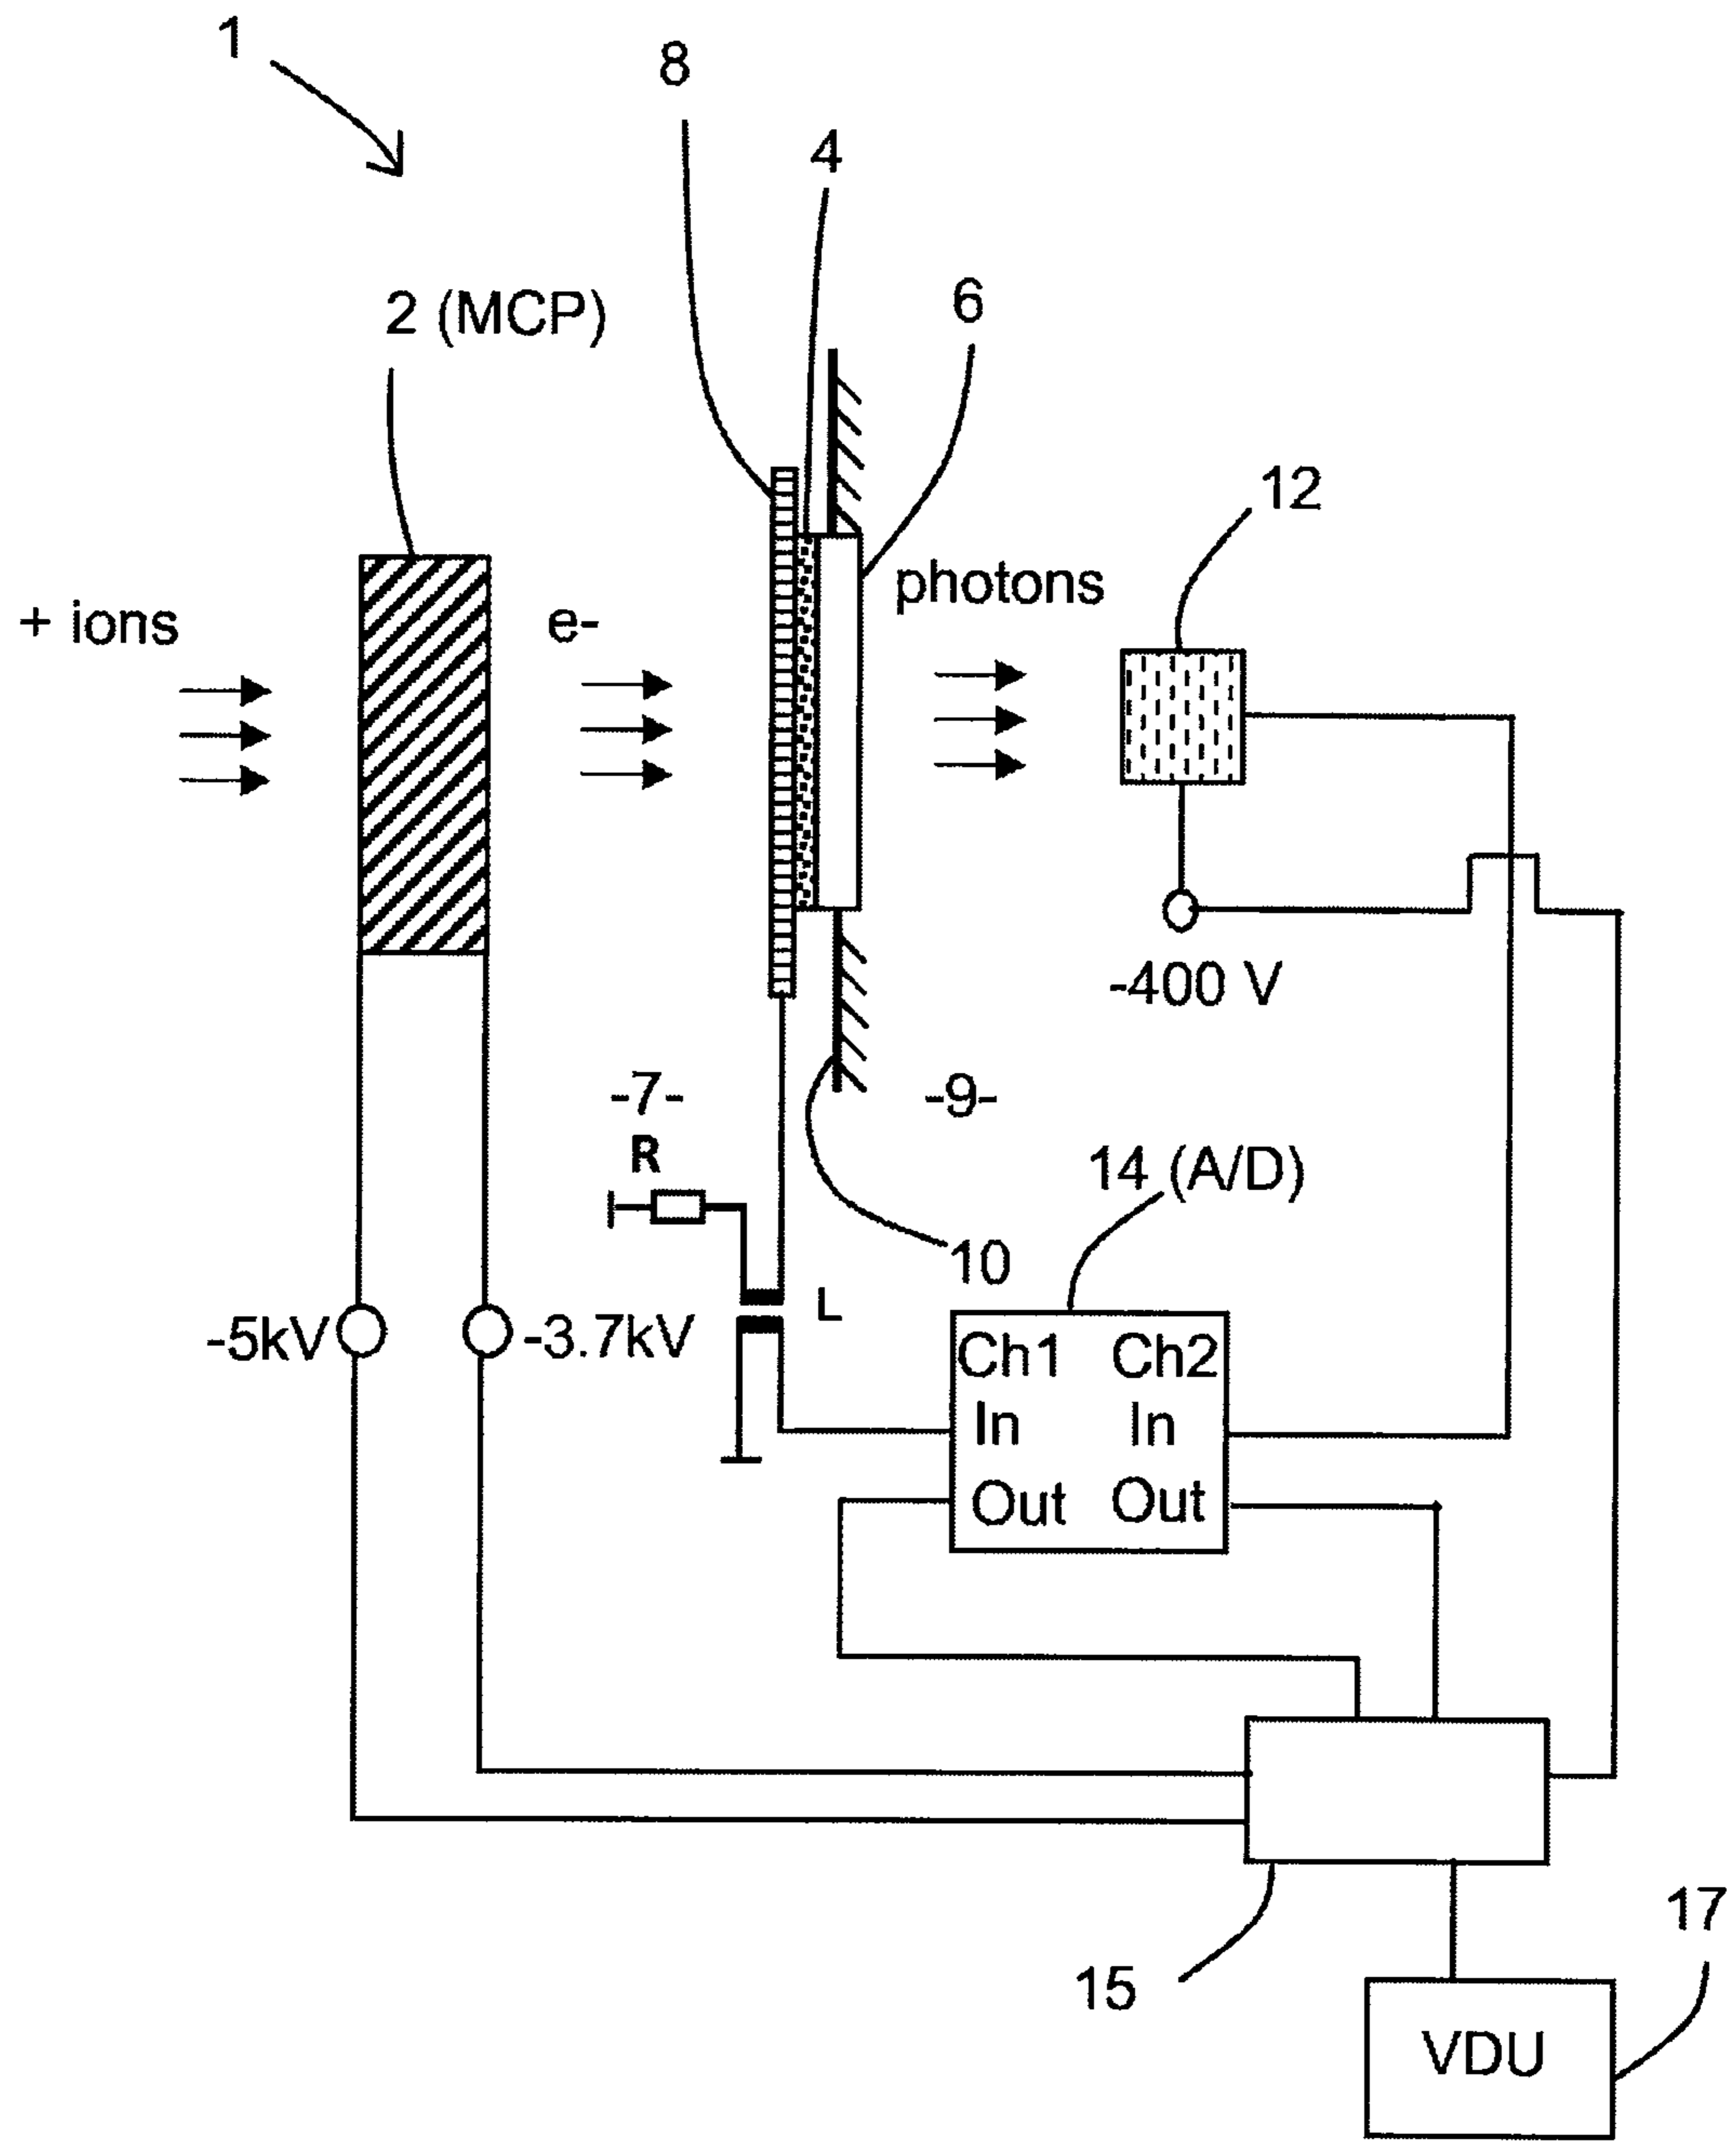 1
8
4
2 (MCP)
6
12
+ ions
e-
photons
-400 V
-7-
-9-
R
14 (A/D)
10
L
-5kV
-3.7kV
Ch1 Ch2
In In
Out Out
15
17
VDU